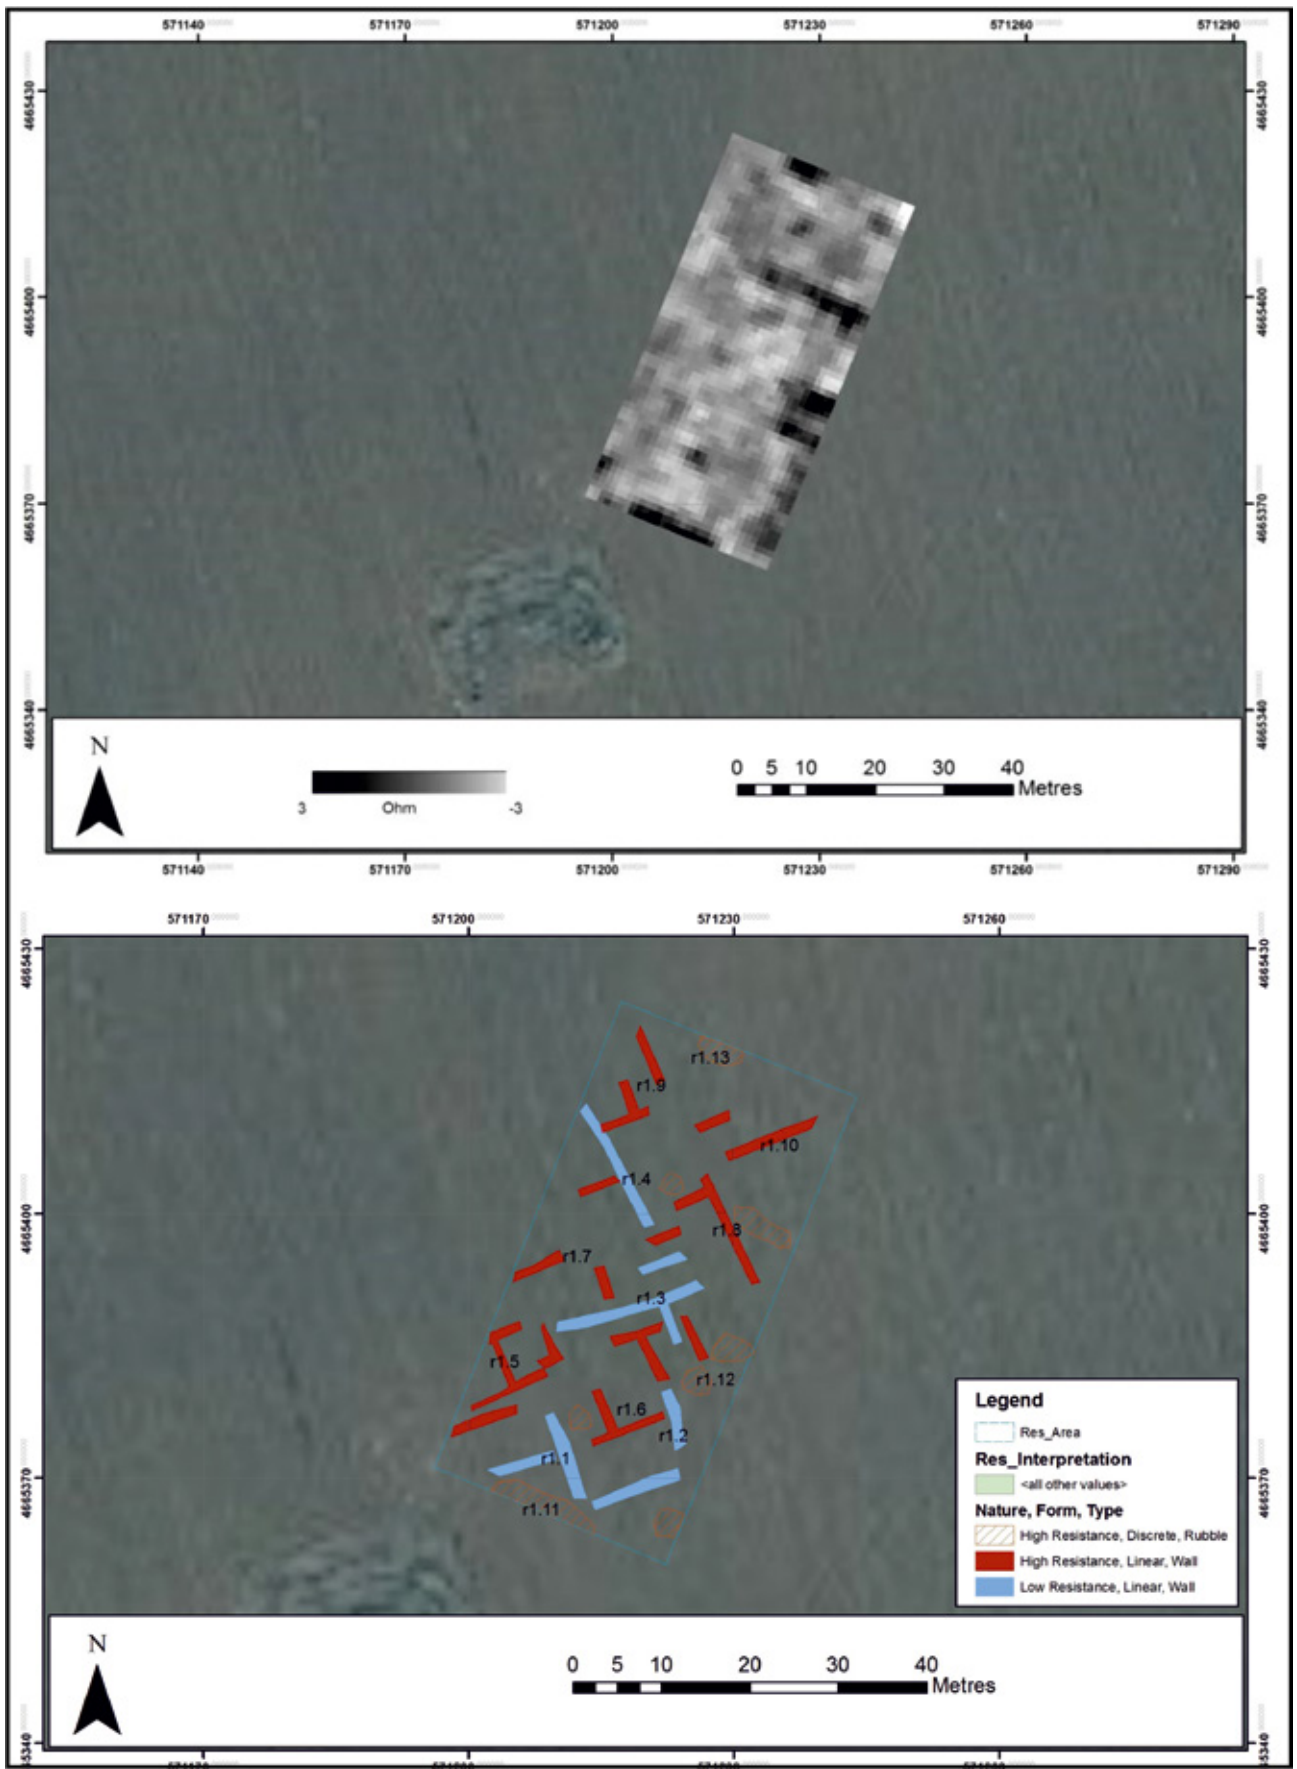 571140 571170 571200 571230 571260 571290
4665430 4665430
4665400 4665400
4665370 4665370
4665340 4665340
N
3 Ohm -3
0 5 10 20 30 40
Metres
571140 571170 571200 571230 571260 571290
571170 571200 571230 571260
4665430 4665430
r1.13
r1.9
r1.10
r1.4
4665400 4665400
r1.8
r1.7
r1.3
r1.5
r1.12
r1.6
r1.2
r1.1
4665370 4665370
r1.11
Legend
Res_Area
Res_Interpretation
<all other values>
Nature, Form, Type
High Resistance, Discrete, Rubble
High Resistance, Linear, Wall
Low Resistance, Linear, Wall
N
0 5 10 20 30 40
Metres